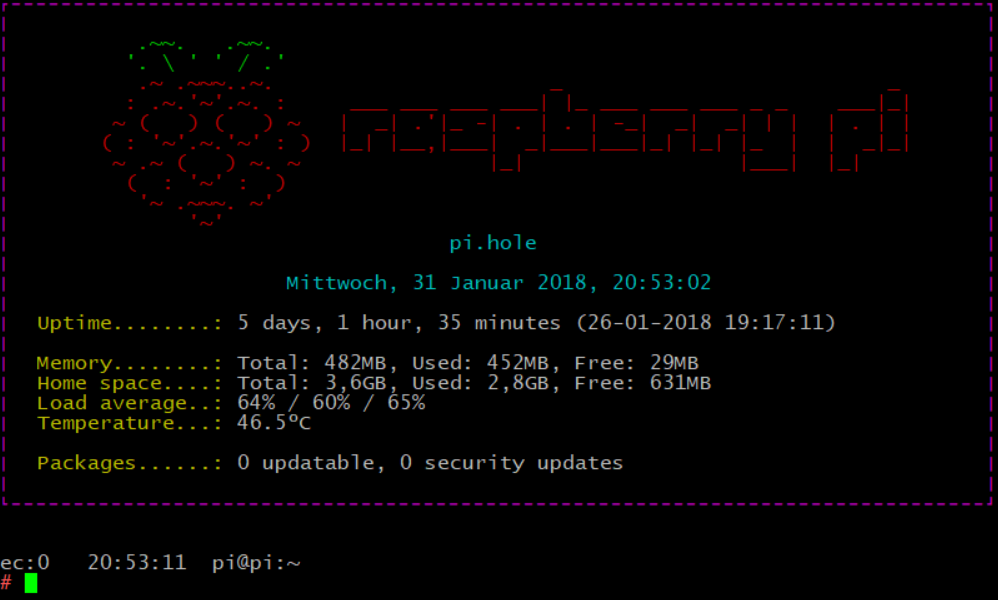 raspberry pi
pi.hole
Mittwoch, 31 Januar 2018, 20:53:02
Uptime........: 5 days, 1 hour, 35 minutes (26-01-2018 19:17:11)
Memory........: Total: 482MB, Used: 452MB, Free: 29MB
Home space....: Total: 3,6GB, Used: 2,8GB, Free: 631MB
Load average..: 64% / 60% / 65%
Temperature...: 46.5ºC
Packages......: 0 updatable, 0 security updates
ec:0   20:53:11  pi@pi:~
#